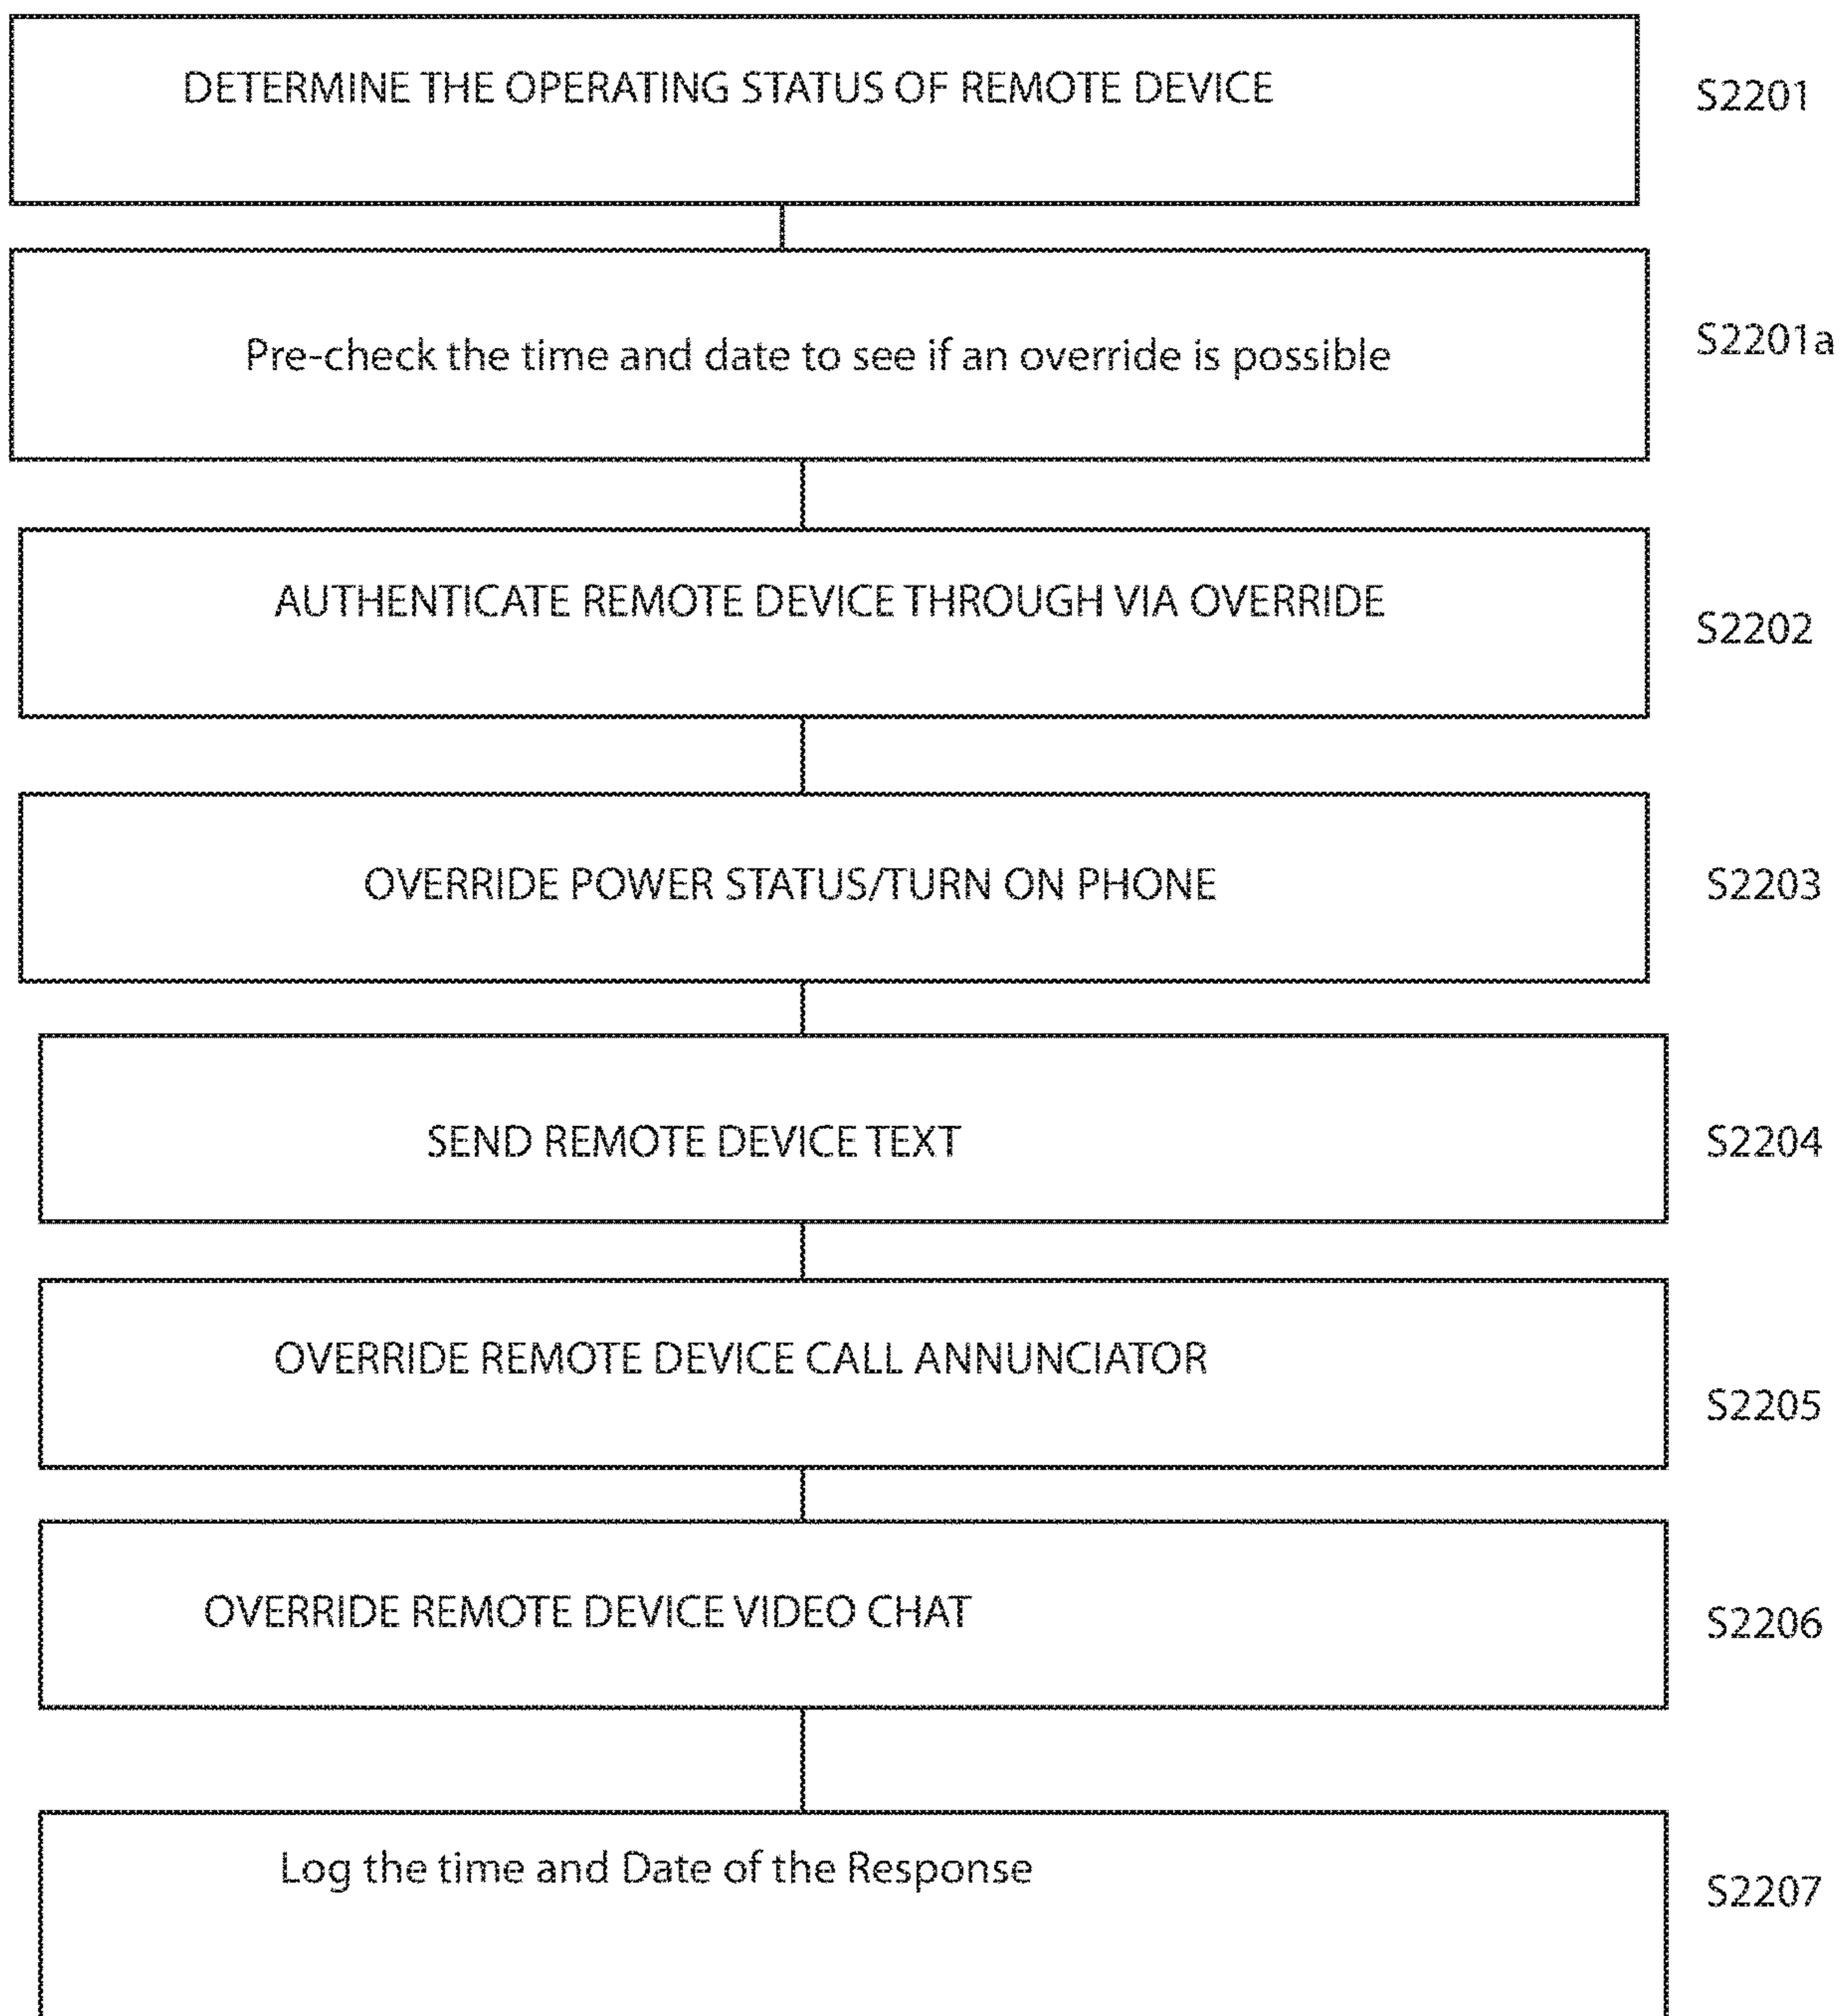 DETERMINE THE OPERATING STATUS OF REMOTE DEVICE
S2201
Pre-check the time and date to see if an override is possible
S2201a
AUTHENTICATE REMOTE DEVICE THROUGH VIA OVERRIDE
S2202
OVERRIDE POWER STATUS/TURN ON PHONE
S2203
SEND REMOTE DEVICE TEXT
S2204
OVERRIDE REMOTE DEVICE CALL ANNUNCIATOR
S2205
OVERRIDE REMOTE DEVICE VIDEO CHAT
S2206
Log the time and Date of the Response
S2207